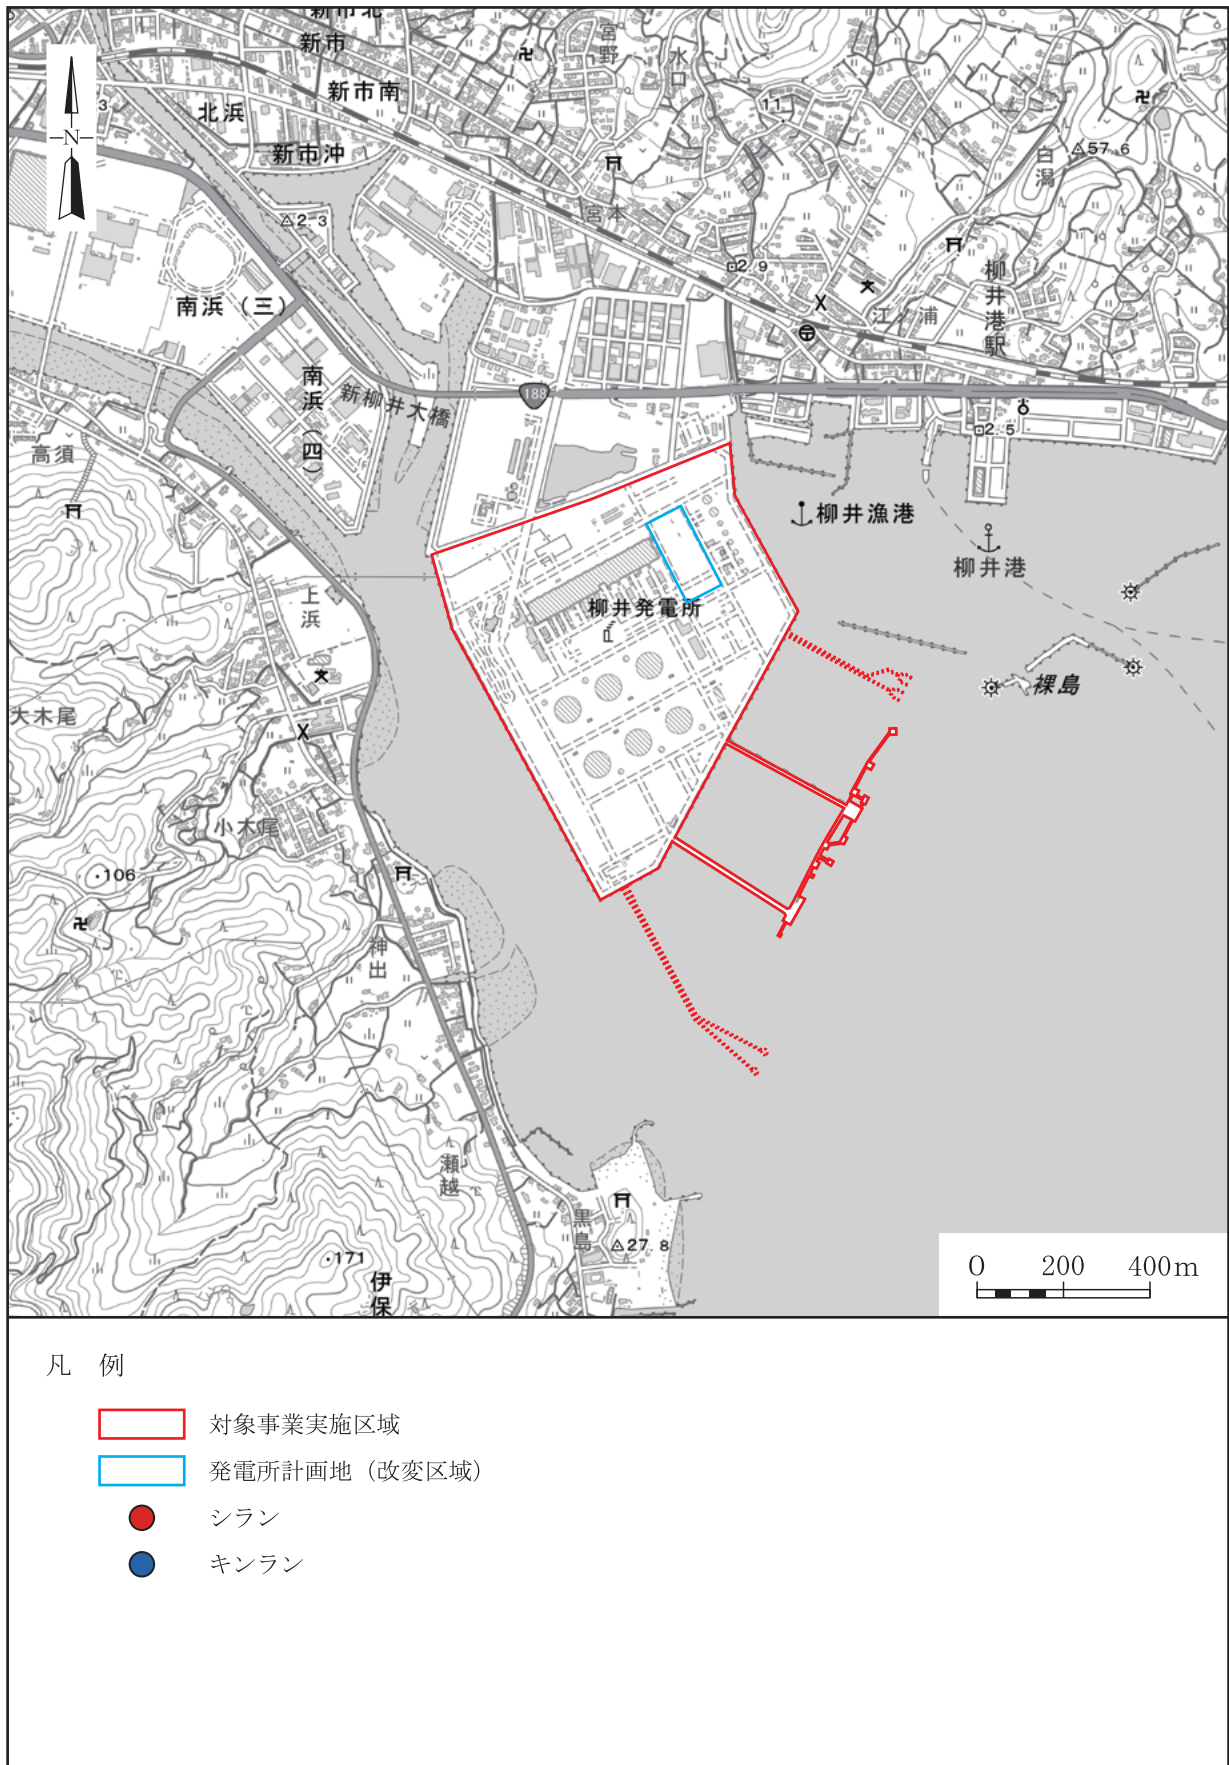 新市北
新市
宮野
水口
新市南
3
北浜
11
N
新市沖
57.6
白潟
宮本
2.3
2.9
柳井港駅
南浜（三）
江ノ浦
南浜（四）
新柳井大橋
188
高須
2.5
柳井漁港
柳井港
上浜
柳井発電所
裸島
大木尾
小木尾
106
神出
瀬越
黒島
27.8
171
伊保
0 200 400m
凡 例
対象事業実施区域
発電所計画地（改変区域）
シラン
キンラン